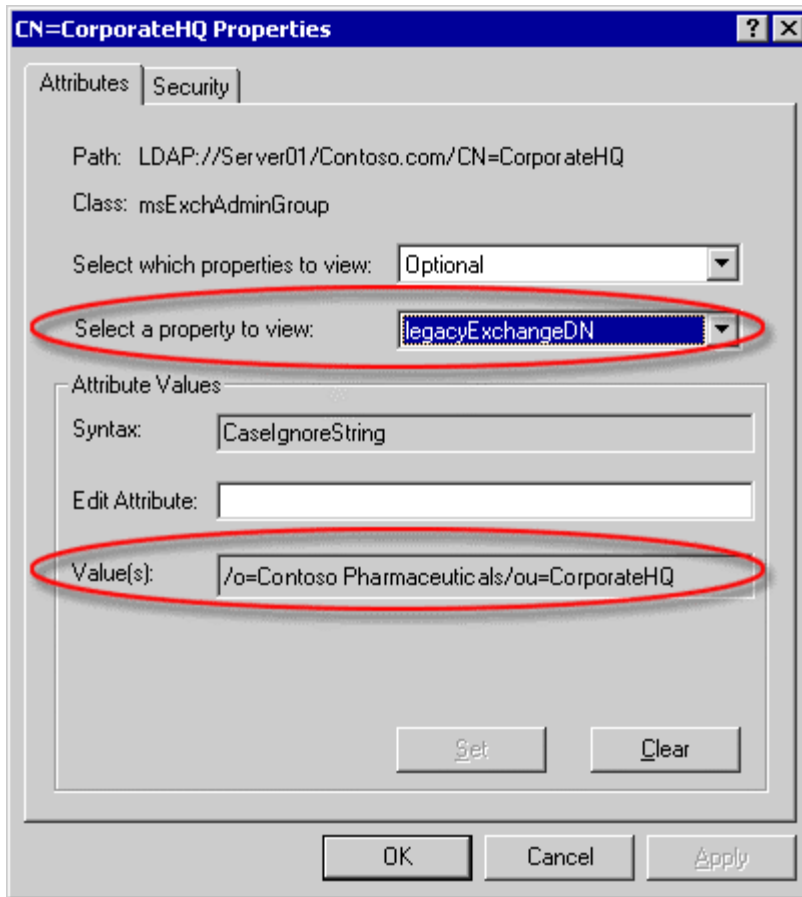 CN=CorporateHQ Properties
Attributes
Security
Path: LDAP://Server01/Contoso.com/CN=CorporateHQ
Class: msExchAdminGroup
Select which properties to view: Optional
Select a property to view: legacyExchangeDN
Attribute Values
Syntax: CaseIgnoreString
Edit Attribute:
Value(s): /o=Contoso Pharmaceuticals/ou=CorporateHQ
Set Clear
OK Cancel Apply